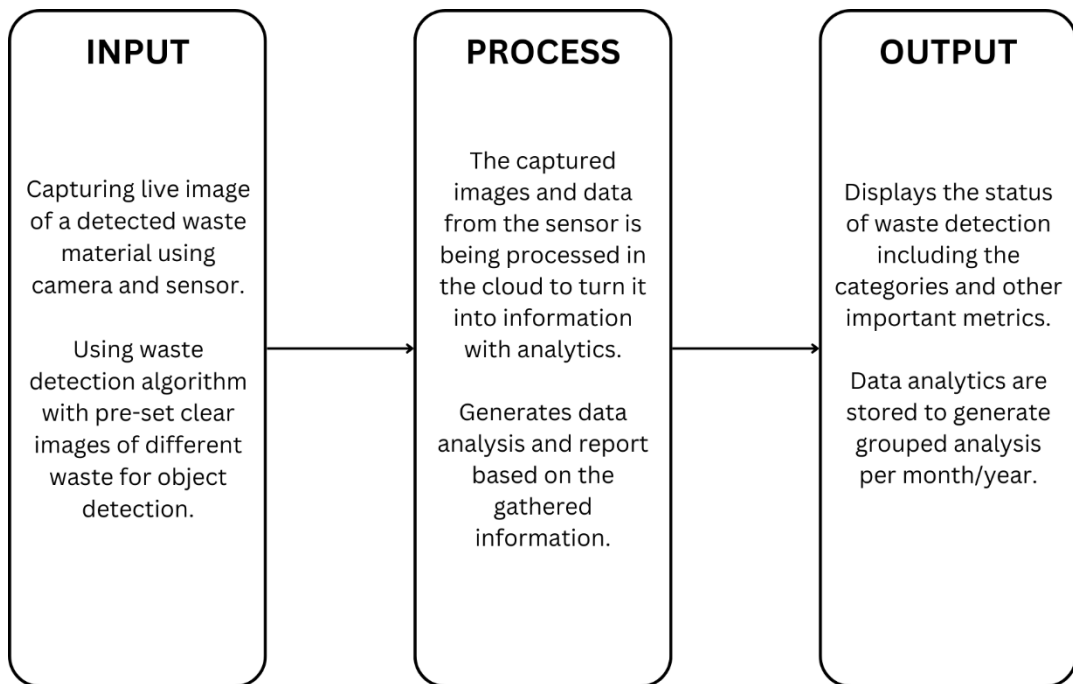 INPUT
Capturing live image
of a detected waste
material using
camera and sensor.
Using waste
detection algorithm
with pre-set clear
images of different
waste for object
detection.
PROCESS
The captured
images and data
from the sensor is
being processed in
the cloud to turn it
into information
with analytics.
Generates data
analysis and report
based on the
gathered
information.
OUTPUT
Displays the status
of waste detection
including the
categories and other
important metrics.
Data analytics are
stored to generate
grouped analysis
per month/year.